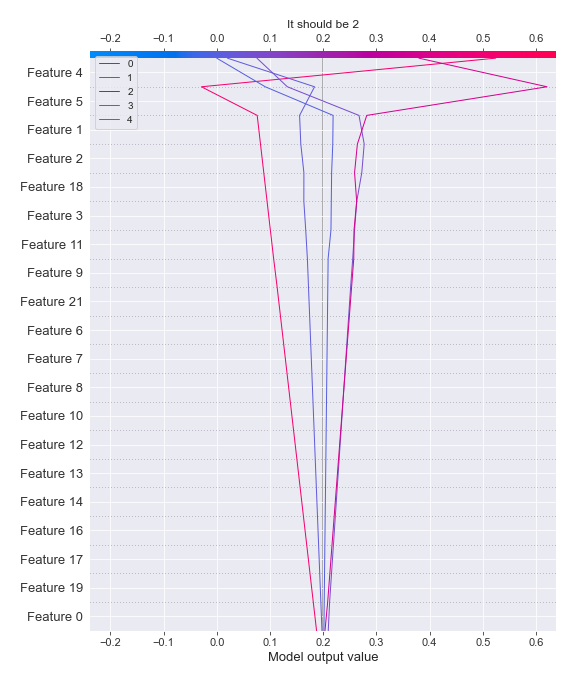 It should be 2
−0.2 −0.1 0.0 0.1 0.2 0.3 0.4 0.5 0.6
0
1
2
3
4
Feature 4
Feature 5
Feature 1
Feature 2
Feature 18
Feature 3
Feature 11
Feature 9
Feature 21
Feature 6
Feature 7
Feature 8
Feature 10
Feature 12
Feature 13
Feature 14
Feature 16
Feature 17
Feature 19
Feature 0
−0.2 −0.1 0.0 0.1 0.2 0.3 0.4 0.5 0.6
Model output value